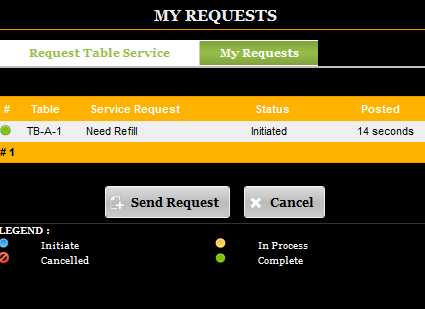 MY REQUESTS
Request Table Service My Requests
# Table Service Request Status Posted
TB-A-1 Need Refill Initiated 14 seconds
# 1
Send Request Cancel
LEGEND :
Initiate In Process
Cancelled Complete